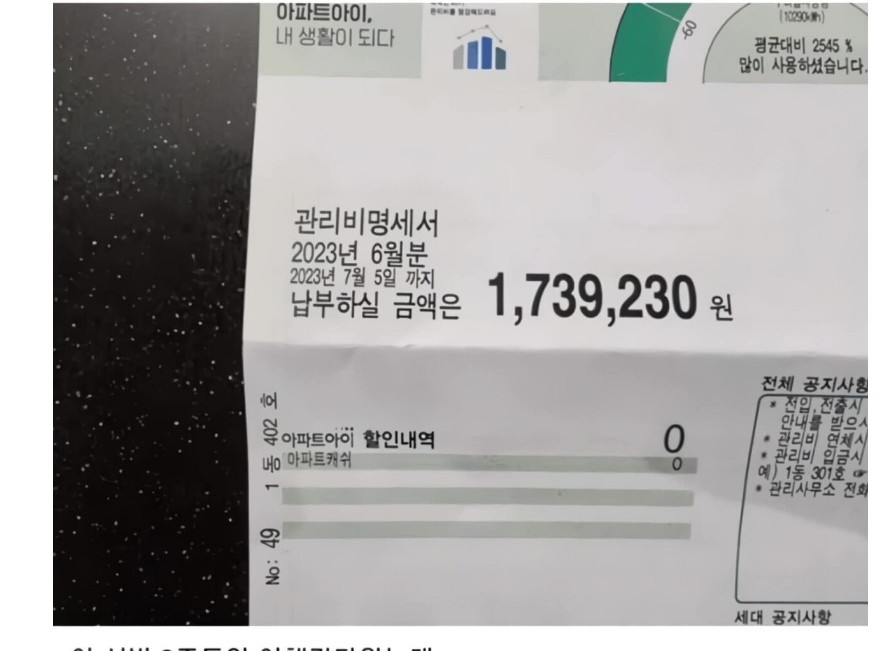 아파트아이,
내 생활이 되다
-60
(10290kWh)
평균대비 2545 %
많이 사용하셨습니다.
관리비명세서
2023년 6월분
2023년 7월 5일 까지
납부하실 금액은 1,739,230 원
No: 49 1 동 402 호
아파트아이 할인내역 0
아파트캐쉬 0
전체 공지사항
* 전입,전출시
안내를 받으시
* 관리비 연체시
* 관리비 입금시
예) 1동 301호 ☞
* 관리사무소 전화
세대 공지사항